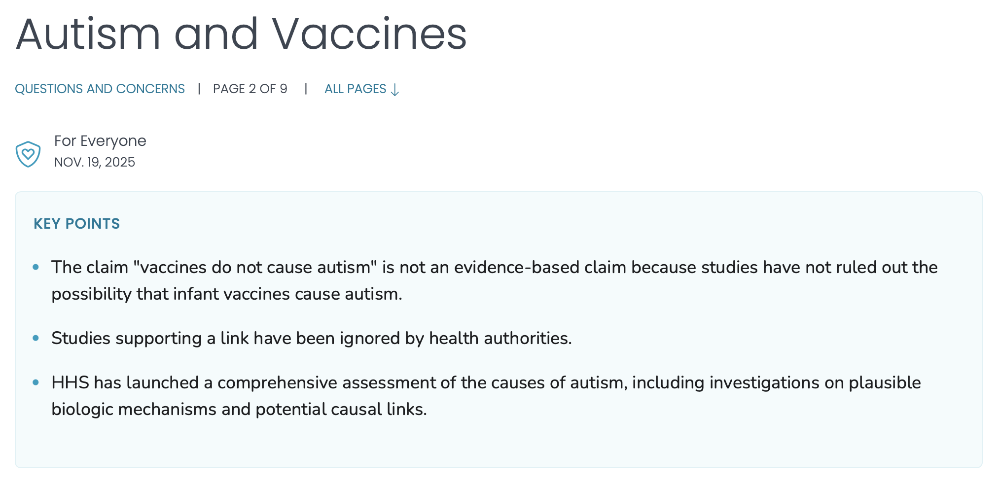 Autism and Vaccines
QUESTIONS AND CONCERNS | PAGE 2 OF 9 | ALL PAGES ↓
For Everyone
NOV. 19, 2025
KEY POINTS
• The claim "vaccines do not cause autism" is not an evidence-based claim because studies have not ruled out the
possibility that infant vaccines cause autism.
• Studies supporting a link have been ignored by health authorities.
• HHS has launched a comprehensive assessment of the causes of autism, including investigations on plausible
biologic mechanisms and potential causal links.